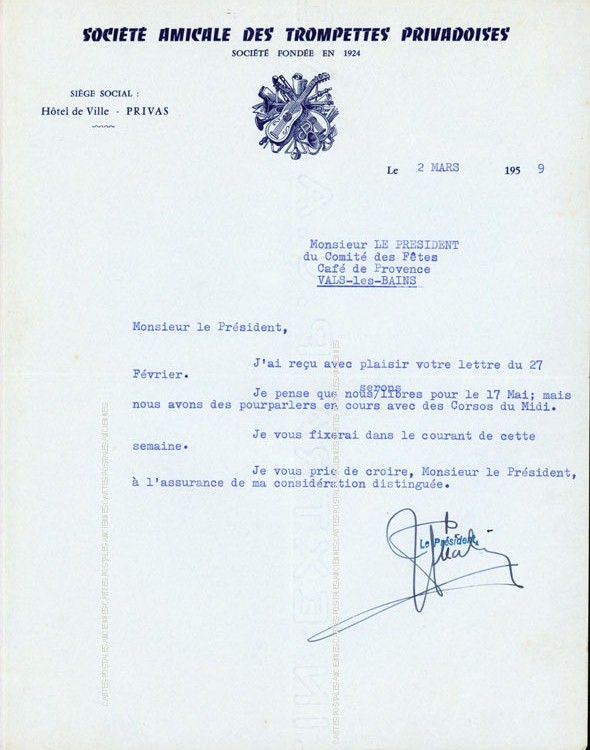 SOCIÉTÉ AMICALE DES TROMPETTES PRIVADOISES
SOCIÉTÉ FONDÉE EN 1924
SIÈGE SOCIAL :
Hôtel de Ville - PRIVAS
Le 2 MARS 195 9
Monsieur LE PRESIDENT
du Comité des Fêtes
Café de Provence
VALS-les-BAINS
Monsieur le Président,
J'ai reçu avec plaisir votre lettre du 27
Février.
serons
Je pense que nous/libres pour le 17 Mai; mais
nous avons des pourparlers en cours avec des Corsos du Midi.
Je vous fixerai dans le courant de cette
semaine.
Je vous prie de croire, Monsieur le Président,
à l'assurance de ma considération distinguée.
Le Président,